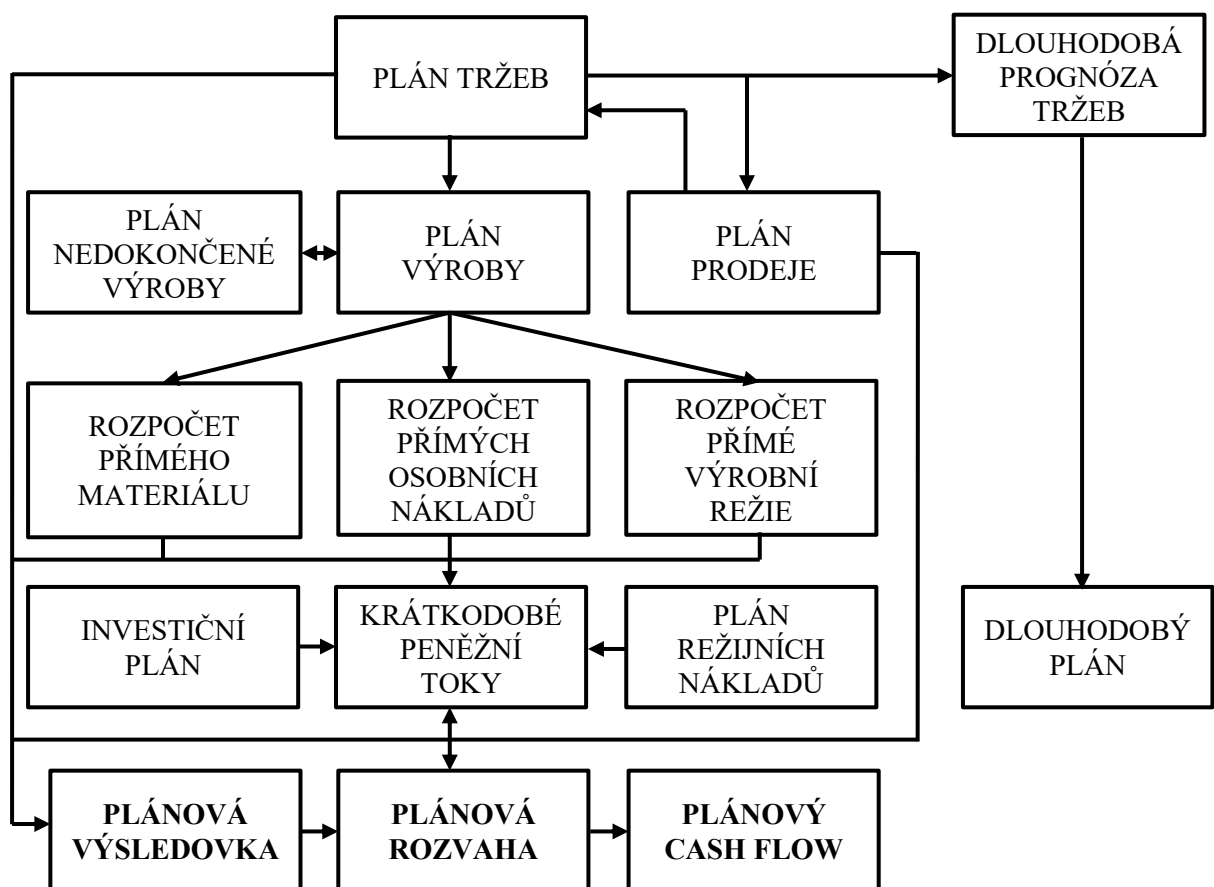 PLÁN TRŽEB
DLOUHODOBÁ
PROGNÓZA
TRŽEB
PLÁN
NEDOKONČENÉ
VÝROBY
PLÁN
VÝROBY
PLÁN
PRODEJE
ROZPOČET
PŘÍMÉHO
MATERIÁLU
ROZPOČET
PŘÍMÝCH
OSOBNÍCH
NÁKLADŮ
ROZPOČET
PŘÍMÉ
VÝROBNÍ
REŽIE
INVESTIČNÍ
PLÁN
KRÁTKODOBÉ
PENĚŽNÍ
TOKY
PLÁN
REŽIJNÍCH
NÁKLADŮ
DLOUHODOBÝ
PLÁN
PLÁNOVÁ
VÝSLEDOVKA
PLÁNOVÁ
ROZVAHA
PLÁNOVÝ
CASH FLOW